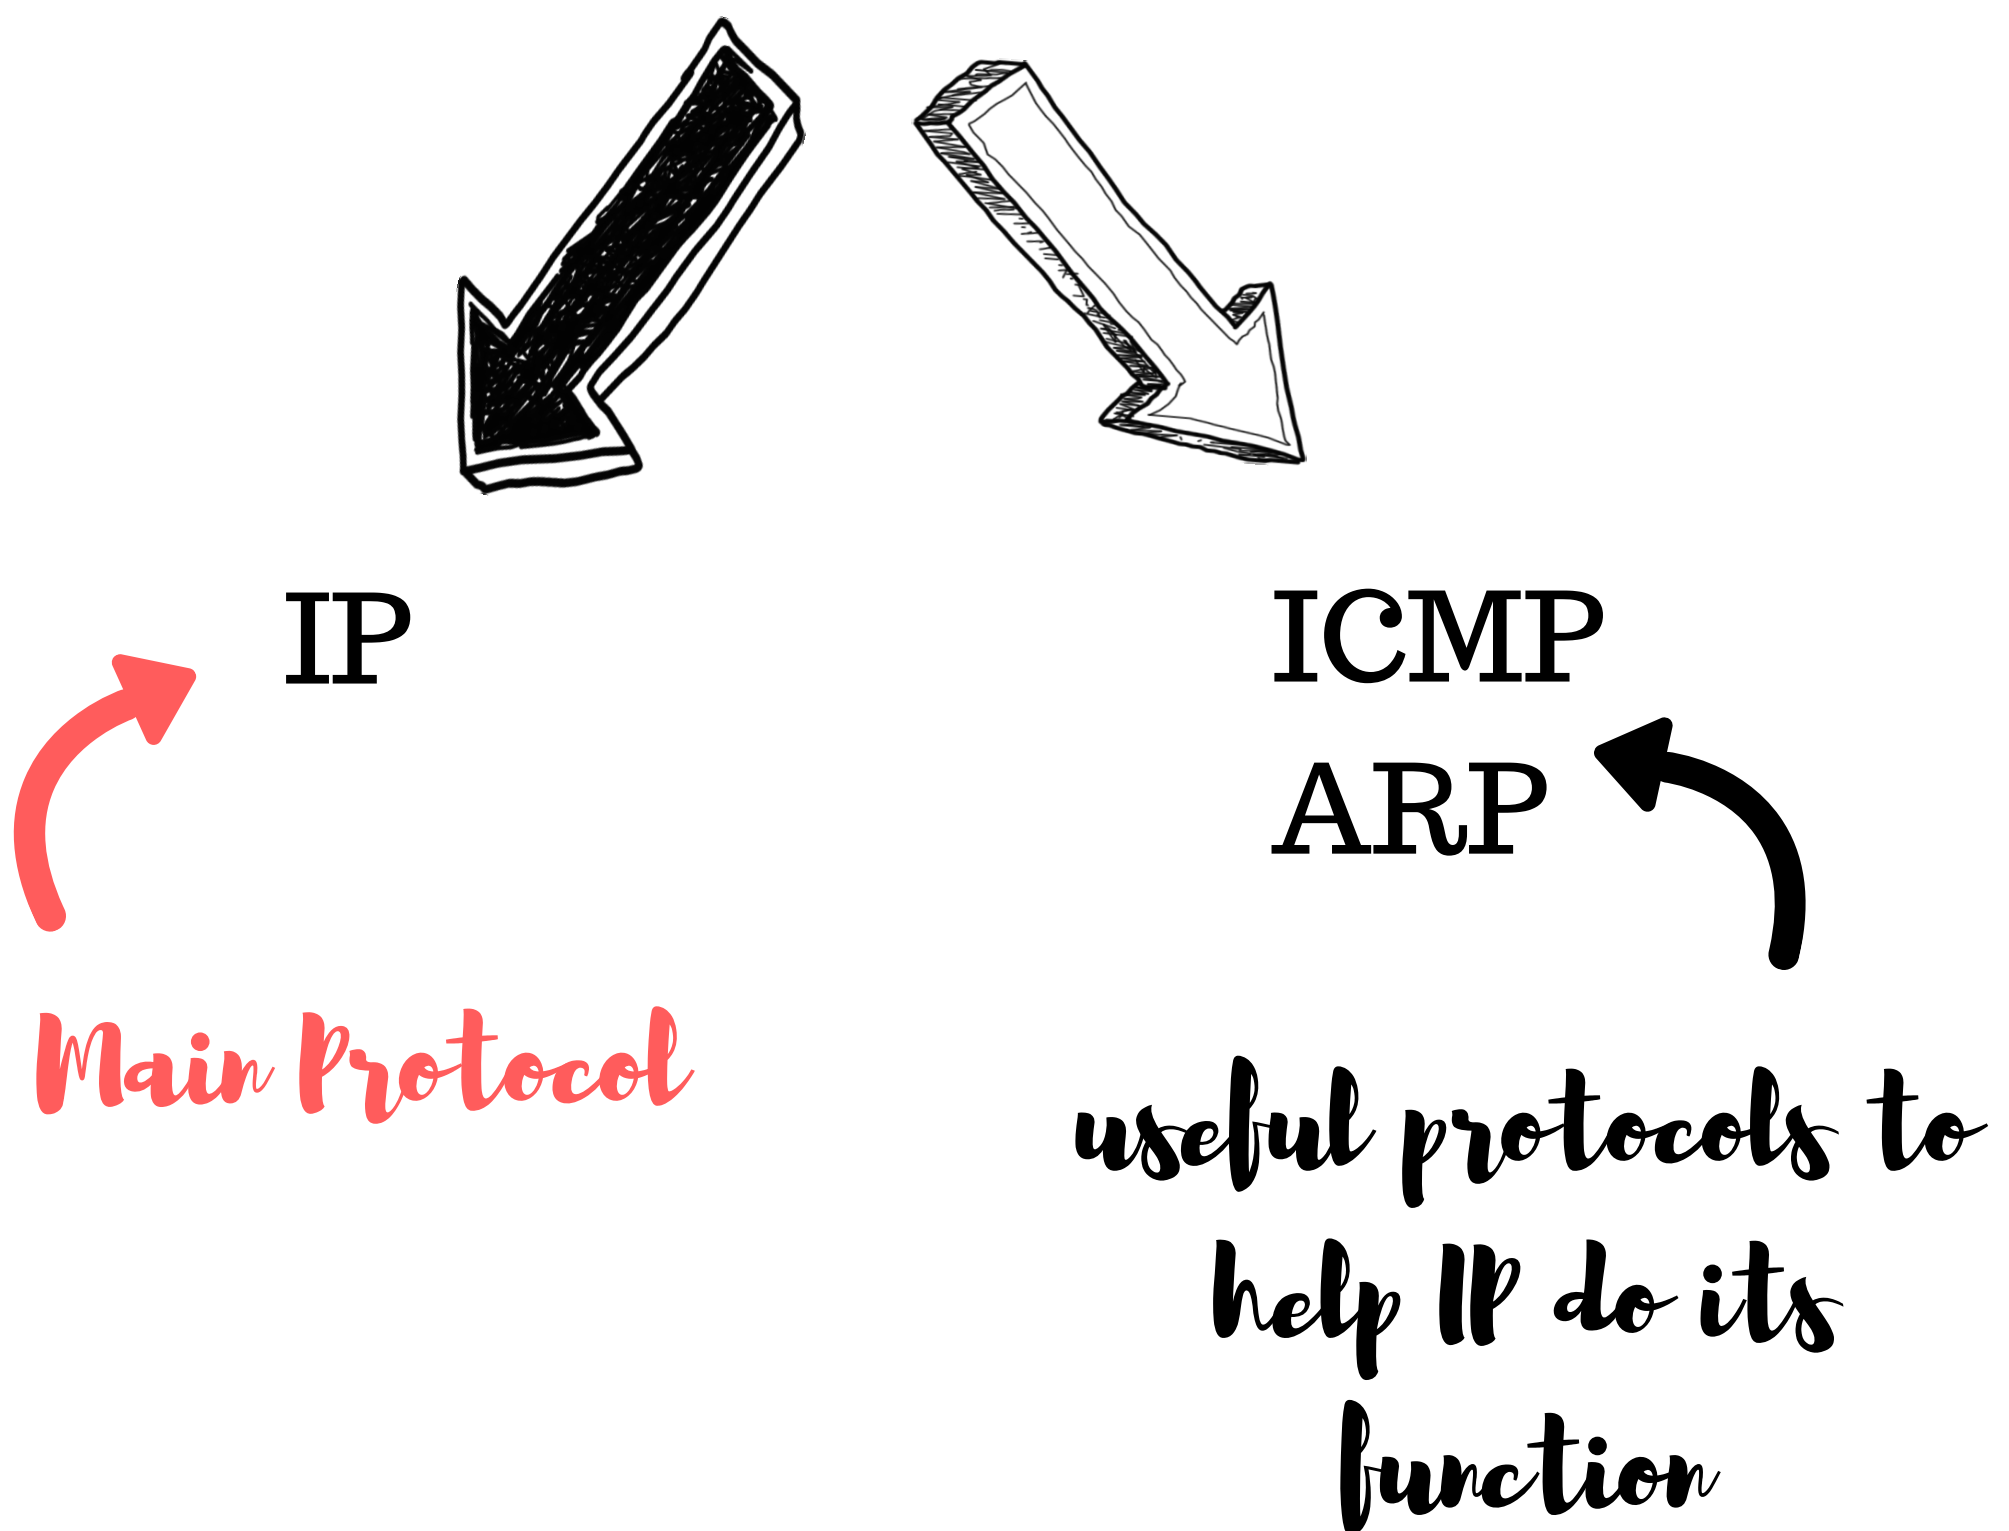 IP
ICMP
ARP
Main Protocol
useful protocols to
help IP do its
function